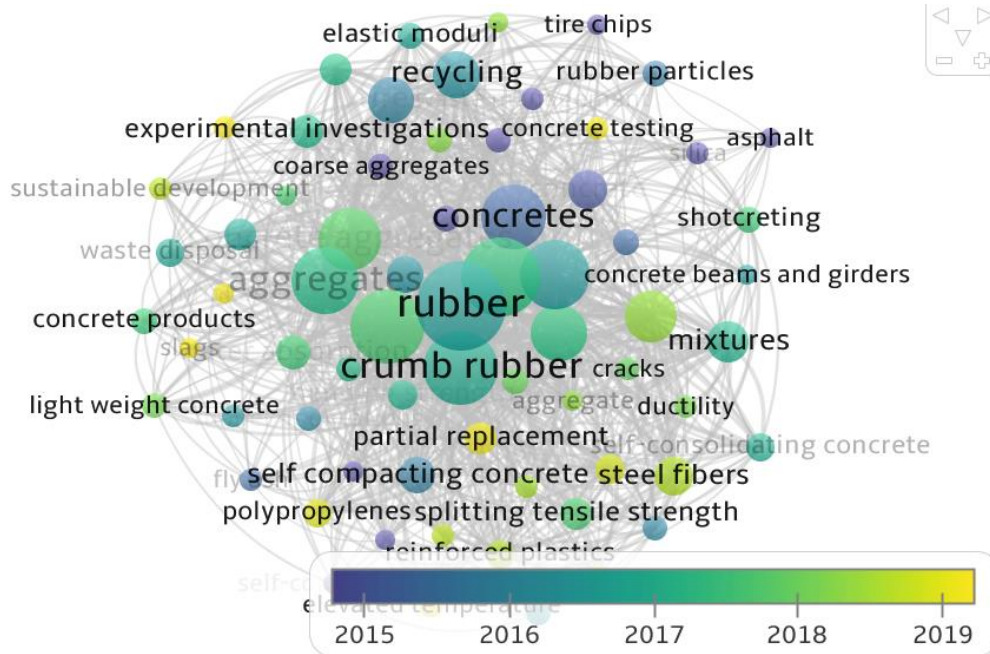 elastic moduli
tire chips
recycling
rubber particles
experimental investigations
concrete testing
asphalt
silica
coarse aggregates
sustainable development
concretes
shotcreting
waste disposal
aggregates
concrete beams and girders
rubber
concrete products
mixtures
slags
crumb rubber
cracks
light weight concrete
aggregate
ductility
partial replacement
self-consolidating concrete
self compacting concrete
steel fibers
polypropylenes
splitting tensile strength
reinforced plastics
elevated temperature
2015 2016 2017 2018 2019